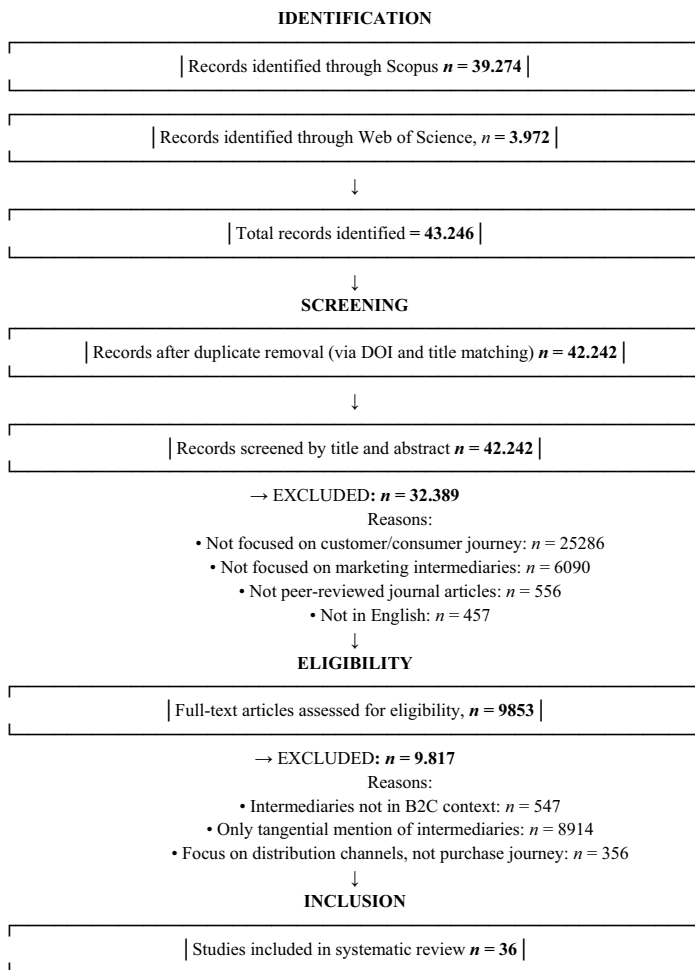 IDENTIFICATION
Records identified through Scopus n = 39.274
Records identified through Web of Science, n = 3.972
↓
Total records identified = 43.246
↓
SCREENING
Records after duplicate removal (via DOI and title matching) n = 42.242
↓
Records screened by title and abstract n = 42.242
→ EXCLUDED: n = 32.389
Reasons:
• Not focused on customer/consumer journey: n = 25286
• Not focused on marketing intermediaries: n = 6090
• Not peer-reviewed journal articles: n = 556
• Not in English: n = 457
↓
ELIGIBILITY
Full-text articles assessed for eligibility, n = 9853
→ EXCLUDED: n = 9.817
Reasons:
• Intermediaries not in B2C context: n = 547
• Only tangential mention of intermediaries: n = 8914
• Focus on distribution channels, not purchase journey: n = 356
↓
INCLUSION
Studies included in systematic review n = 36